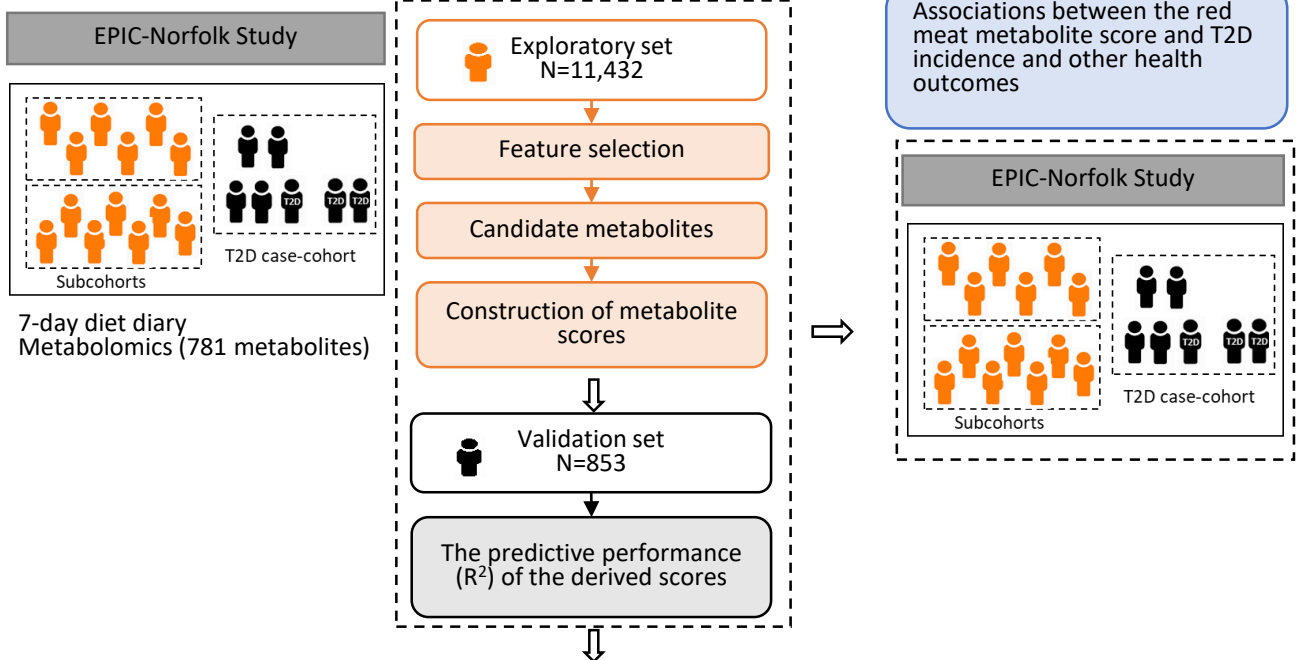 EPIC-Norfolk Study
T2D
T2D
T2D
T2D case-cohort
Subcohorts
7-day diet diary
Metabolomics (781 metabolites)
Exploratory set
N=11,432
Feature selection
Candidate metabolites
Construction of metabolite
scores
Validation set
N=853
The predictive performance
(R²) of the derived scores
Associations between the red
meat metabolite score and T2D
incidence and other health
outcomes
EPIC-Norfolk Study
T2D
T2D
T2D
T2D case-cohort
Subcohorts